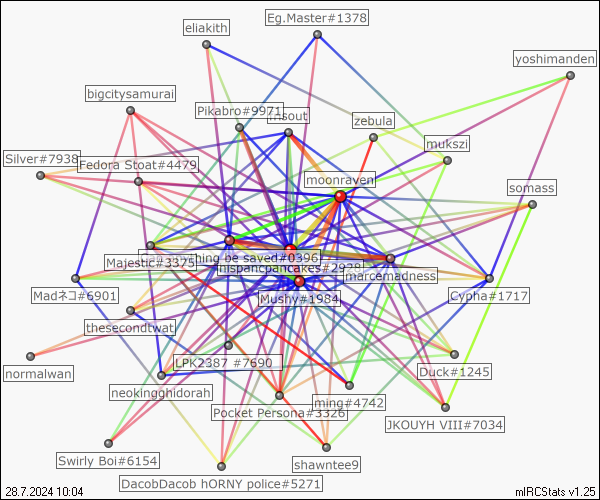 Eg.Master#1378
eliakith
yoshimanden
bigcitysamurai
Pikabro#9971
zebula
mukszi
Silver#7938
Fedora Stoat#4479
moonraven
somass
thing be saved#0396
Majestic#3375
hispanicpancakes#2928
marcemadness
Madネコ#6901
Mushy#1984
Cypha#1717
thesecondtwat
normalwan
LPK2387 #7690
Duck#1245
neokingghidorah
ming#4742
Pocket Persona#3326
JKOUYH VIII#7034
Swirly Boi#6154
shawntee9
DacobDacob hORNY police#5271
28.7.2024 10:04
mIRCStats v1.25